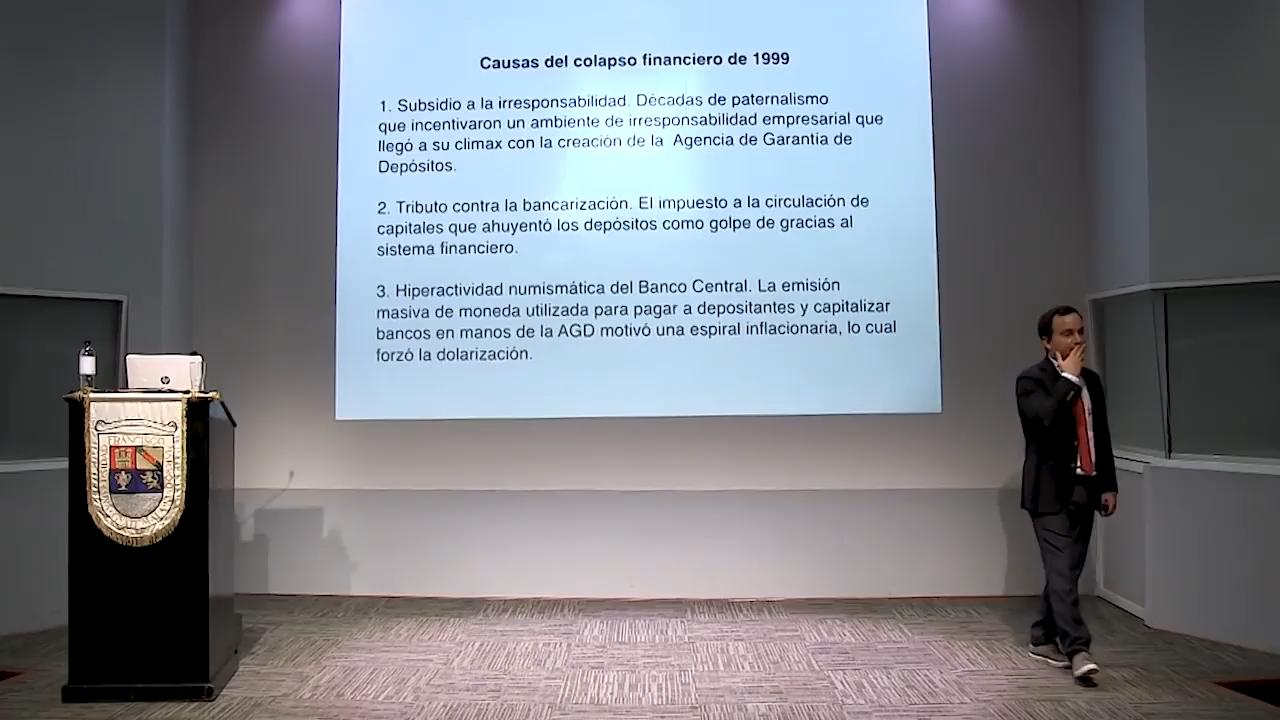 Causas del colapso financiero de 1999
1. Subsidio a la irresponsabilidad. Décadas de paternalismo
que incentivaron un ambiente de irresponsabilidad empresarial que
llegó a su climax con la creación de la Agencia de Garantía de
Depósitos.
2. Tributo contra la bancarización. El impuesto a la circulación de
capitales que ahuyentó los depósitos como golpe de gracias al
sistema financiero.
3. Hiperactividad numismática del Banco Central. La emisión
masiva de moneda utilizada para pagar a depositantes y capitalizar
bancos en manos de la AGD motivó una espiral inflacionaria, lo cual
forzó la dolarización.
hp
FRANCISCO